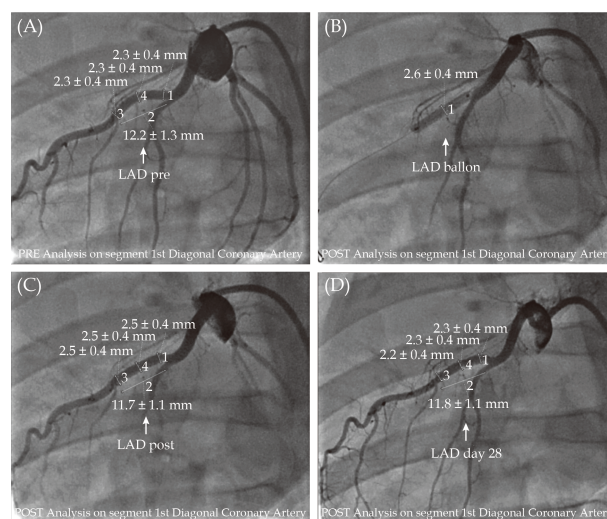 (A)
2.3 ± 0.4 mm
2.3 ± 0.4 mm
2.3 ± 0.4 mm
4 1
3
2
12.2 ± 1.3 mm
LAD pre
PRE Analysis on segment 1st Diagonal Coronary Artery
(B)
2.6 ± 0.4 mm
1
LAD ballon
POST Analysis on segment 1st Diagonal Coronary Arter
(C)
2.5 ± 0.4 mm
2.5 ± 0.4 mm
2.5 ± 0.4 mm
1
4
3
2
11.7 ± 1.1 mm
LAD post
POST Analysis on segment 1st Diagonal Coronary Artery
(D)
2.3 ± 0.4 mm
2.3 ± 0.4 mm
2.2 ± 0.4 mm
1
4
3
2
11.8 ± 1.1 mm
LAD day 28
POST Analysis on segment 1st Diagonal Coronary Arter